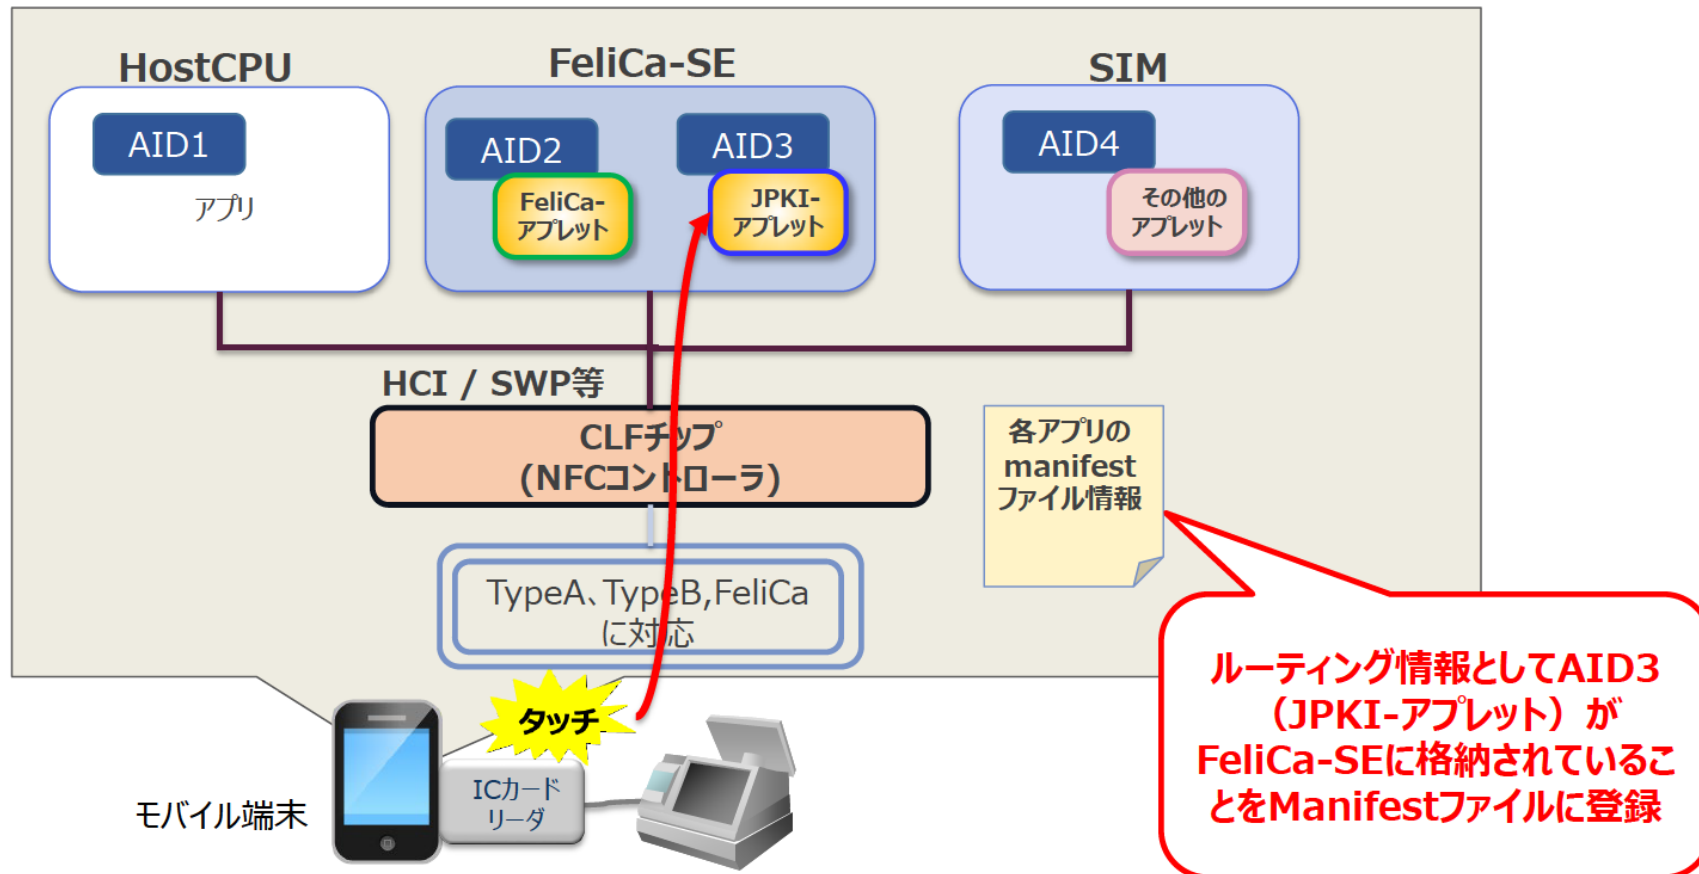 HostCPU
AID1
アプリ
FeliCa-SE
AID2
FeliCa-
アプレット
AID3
JPKI-
アプレット
SIM
AID4
その他の
アプレット
HCI / SWP等
CLFチップ
(NFCコントローラ)
各アプリの
manifest
ファイル情報
TypeA、TypeB,FeliCa
に対応
ルーティング情報としてAID3
（JPKI-アプレット）が
FeliCa-SEに格納されているこ
とをManifestファイルに登録
タッチ
モバイル端末
ICカード
リーダ